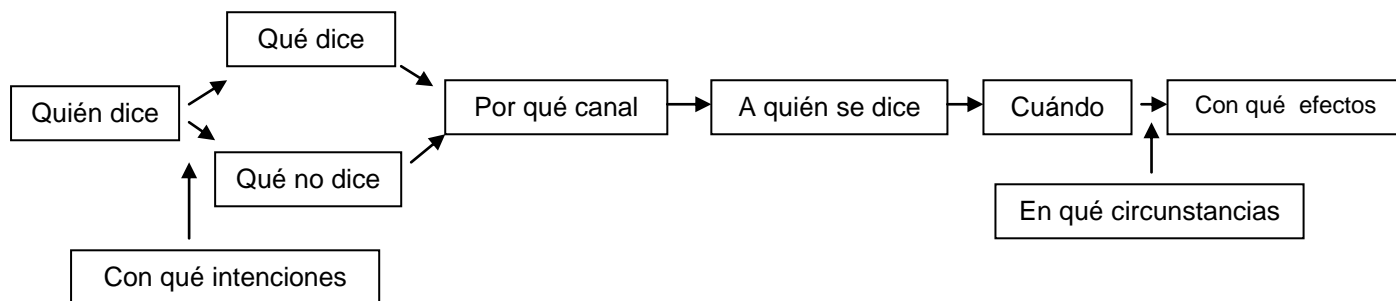 Qué dice
Quién dice
Por qué canal
A quién se dice
Cuándo
Con qué efectos
Qué no dice
En qué circunstancias
Con qué intenciones